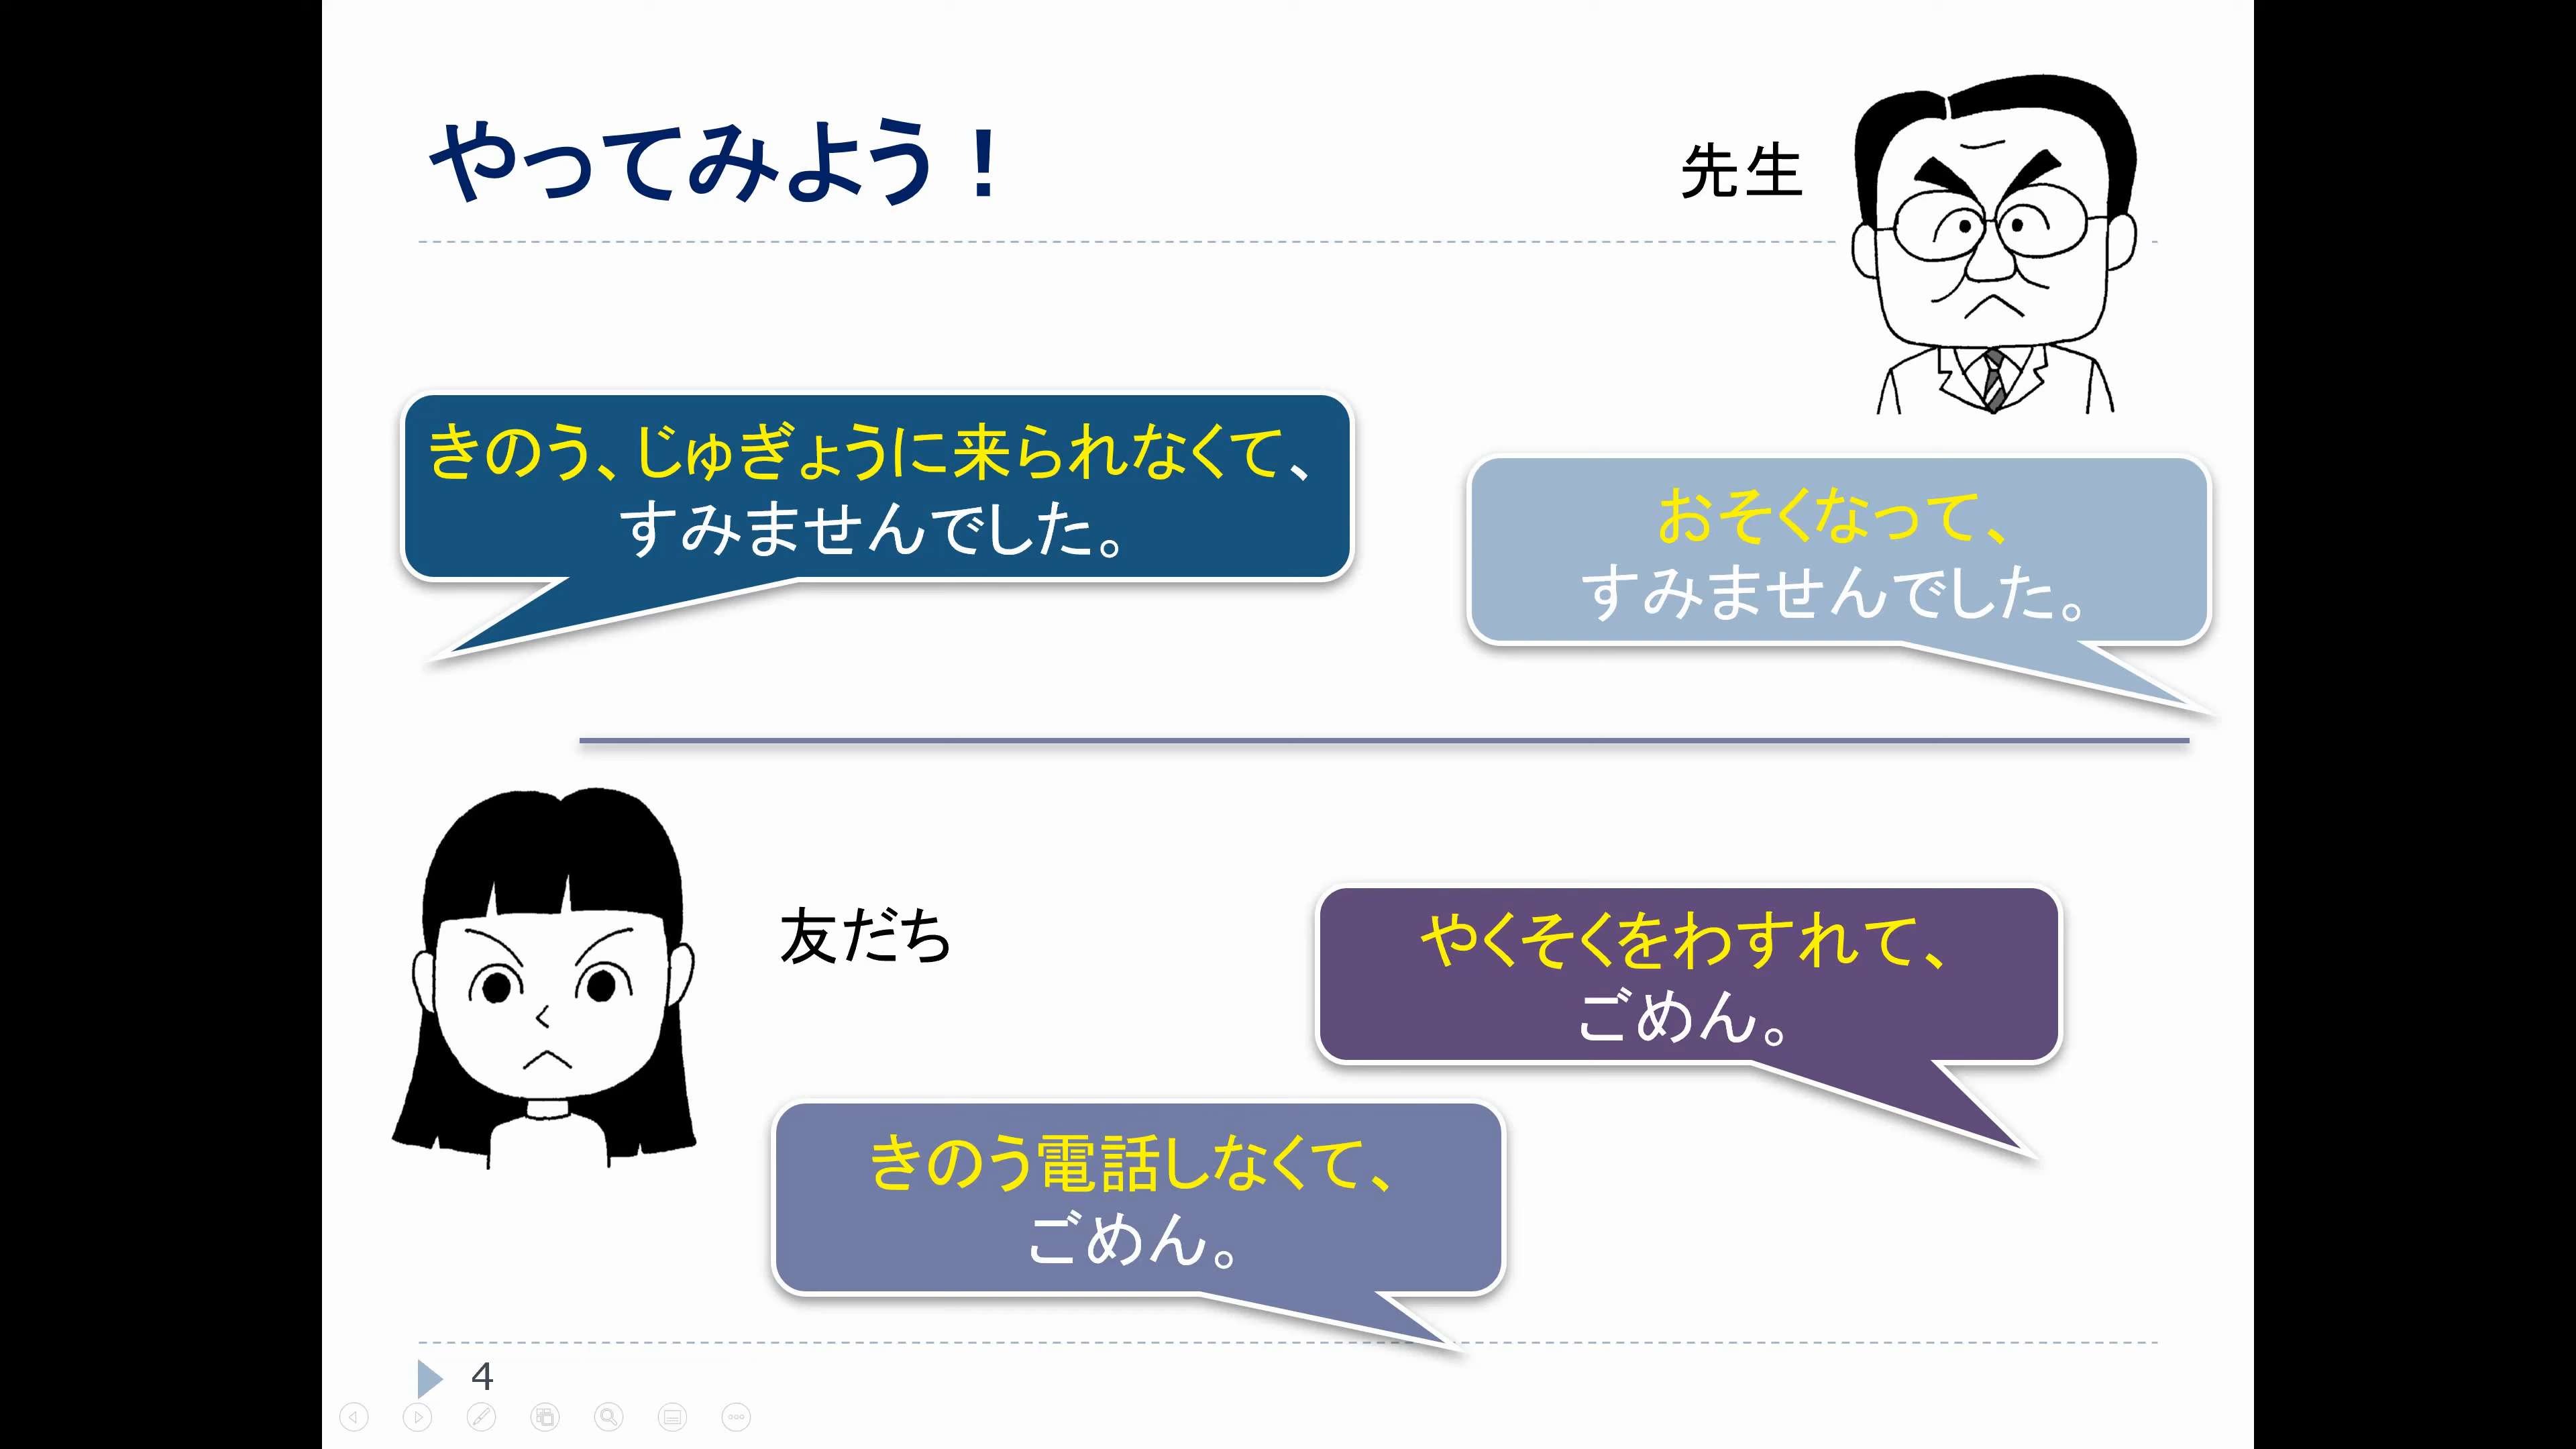 やってみよう！
先生
きのう、じゅぎょうに来られなくて、
すみませんでした。
おそくなって、
すみませんでした。
友だち
やくそくをわすれて、
ごめん。
きのう電話しなくて、
ごめん。
4